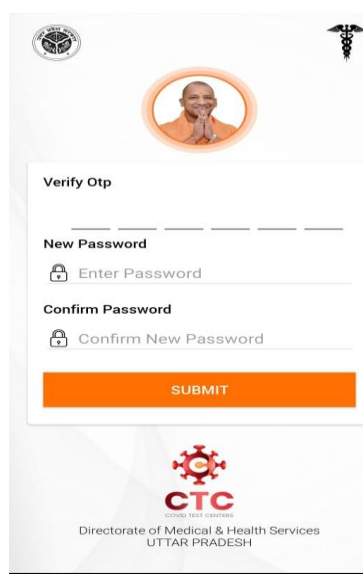 Verify Otp
New Password
Enter Password
Confirm Password
Confirm New Password
SUBMIT
CTC
COVID TEST CENTERS
Directorate of Medical & Health Services
UTTAR PRADESH